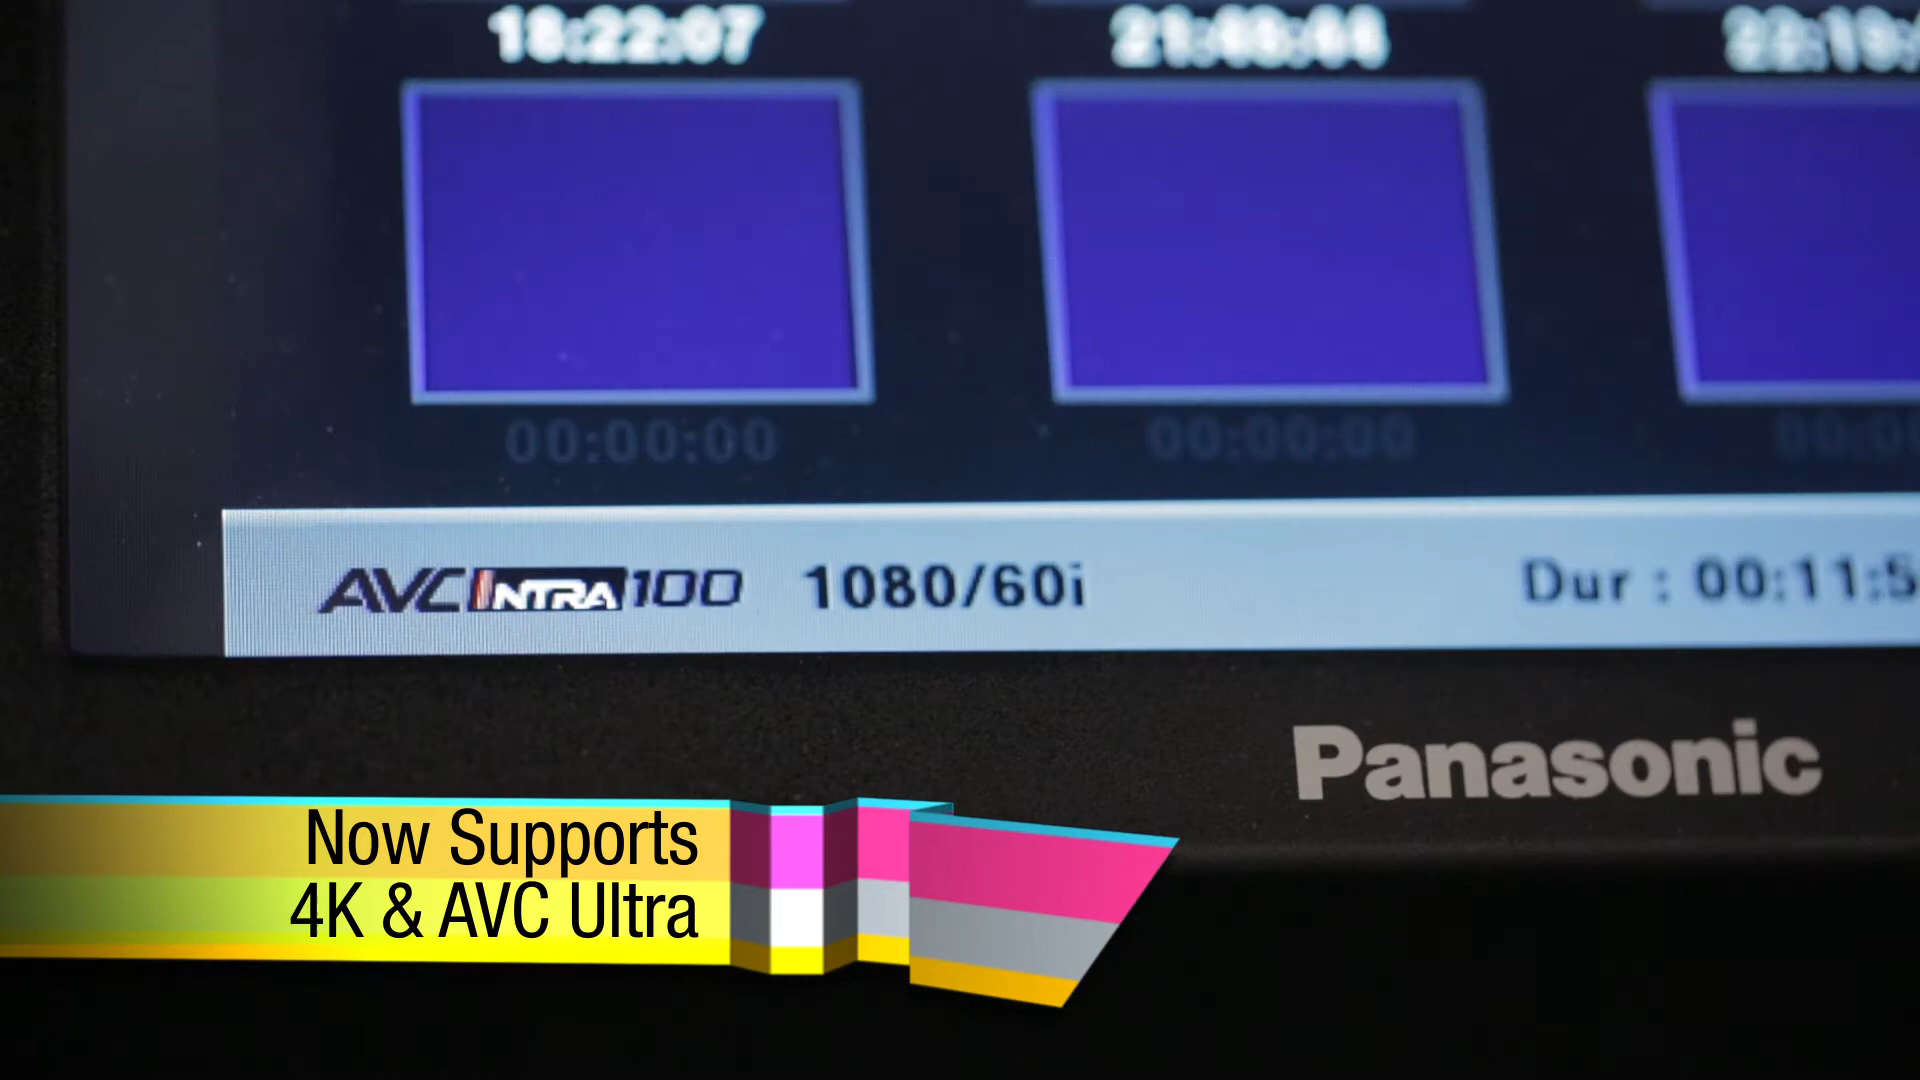 18:22:07
00:00:00
00:00:00
AVC INTRA 100 1080/60i Dur : 00:11:5
Panasonic
Now Supports
4K & AVC Ultra